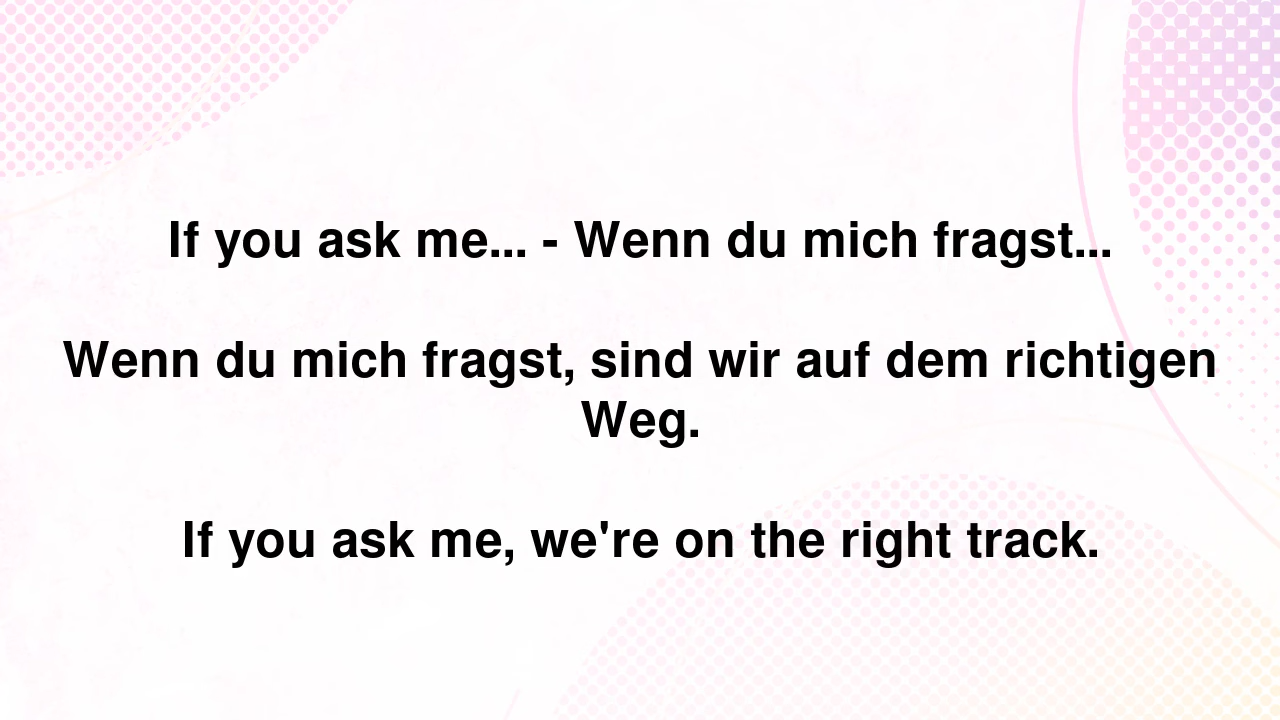 If you ask me... - Wenn du mich fragst...
Wenn du mich fragst, sind wir auf dem richtigen
Weg.
If you ask me, we're on the right track.